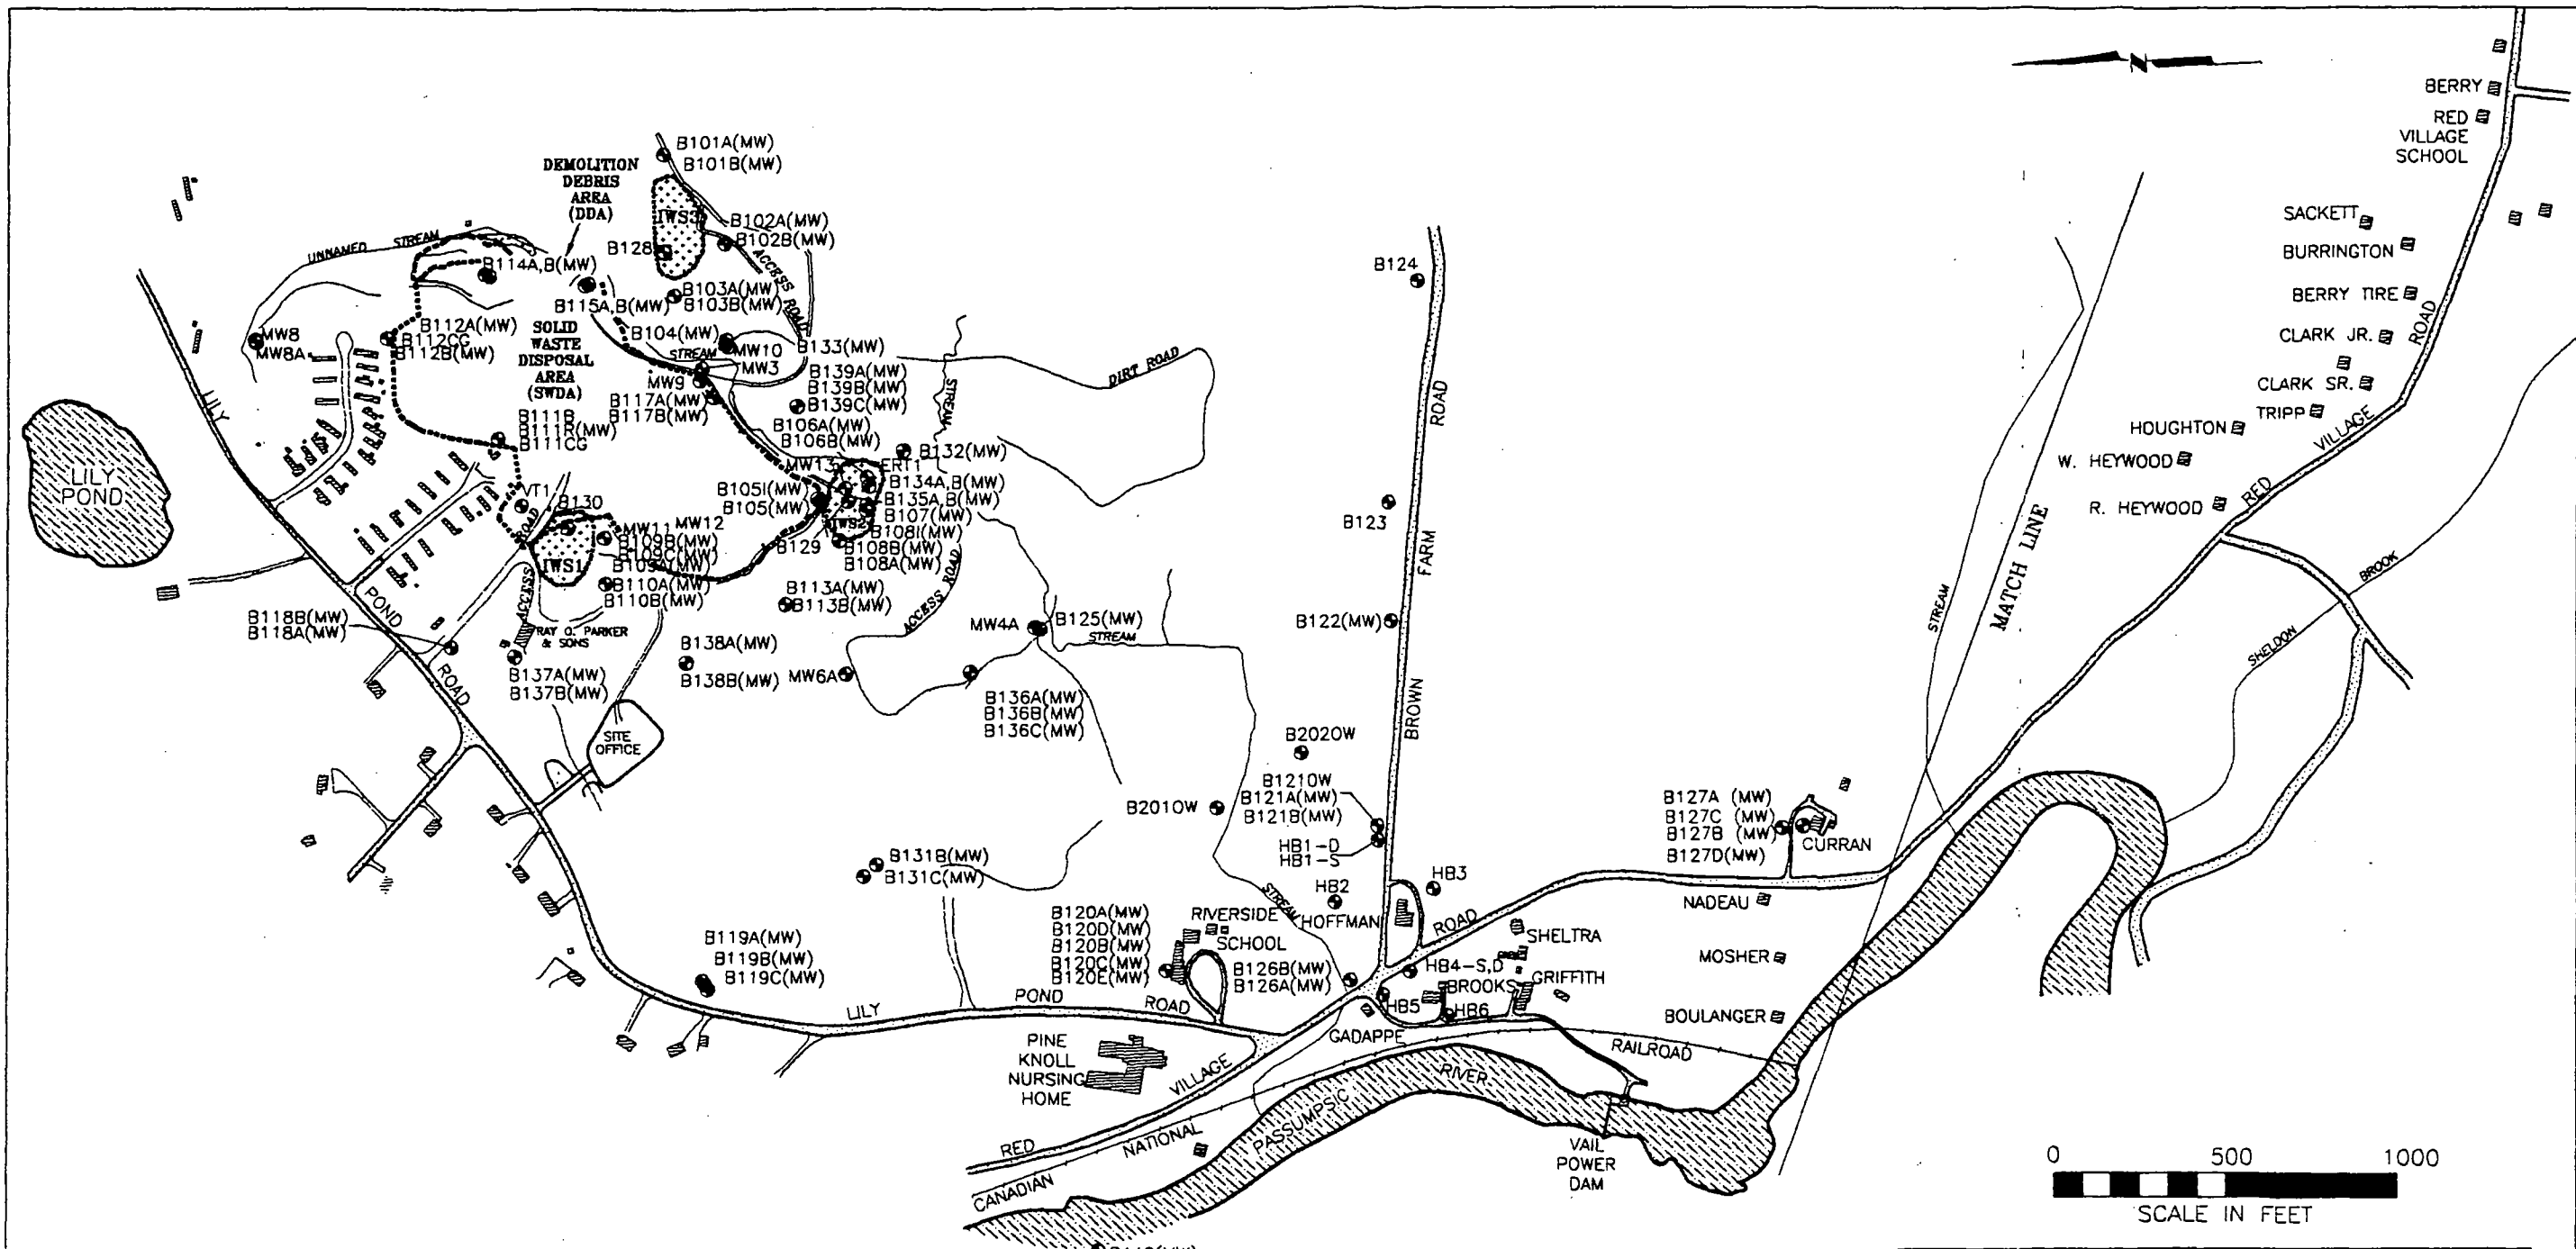 N
BERRY
RED
VILLAGE
SCHOOL
SACKETT
BURRINGTON
BERRY TIRE
CLARK JR.
CLARK SR.
TRIPP
HOUGHTON
W. HEYWOOD
R. HEYWOOD
RED VILLAGE ROAD
MATCH LINE
STREAM
SHELDON BROOK
B101A(MW)
B101B(MW)
DEMOLITION
DEBRIS
AREA
(DDA)
IWS3
B102A(MW)
B102B(MW)
ACCESS ROAD
B128
UNNAMED STREAM
B114A,B(MW)
B115A,B(MW)
B103A(MW)
B103B(MW)
B104(MW)
MW10
MW3
STREAM
B133(MW)
MW8
MW8A
B112A(MW)
B112CG
B112B(MW)
SOLID
WASTE
DISPOSAL
AREA
(SWDA)
MW9
B117A(MW)
B117B(MW)
B139A(MW)
B139B(MW)
B139C(MW)
B106A(MW)
B106B(MW)
STREAM
DIRT ROAD
B111B
B111R(MW)
B111CG
B132(MW)
MW13
ERT1
B134A,B(MW)
B135A,B(MW)
B107(MW)
B105I(MW)
B105(MW)
IWS2
B108I(MW)
B108B(MW)
B108A(MW)
B129
LILY
POND
VT1
B130
ROAD
MW11
MW12
B109B(MW)
B109C(MW)
B109A(MW)
IWS1
ACCESS
B110A(MW)
B110B(MW)
B113A(MW)
B113B(MW)
ACCESS ROAD
RAY O. PARKER
& SONS
B118B(MW)
B118A(MW)
B137A(MW)
B137B(MW)
B138A(MW)
B138B(MW)
MW6A
MW4A
B125(MW)
STREAM
B136A(MW)
B136B(MW)
B136C(MW)
SITE
OFFICE
LILY POND ROAD
B124
B123
B122(MW)
BROWN FARM ROAD
B202OW
B201OW
B121OW
B121A(MW)
B121B(MW)
HB1-D
HB1-S
HB2
HB3
HOFFMAN
STREAM
B131B(MW)
B131C(MW)
B119A(MW)
B119B(MW)
B119C(MW)
B120A(MW)
B120D(MW)
B120B(MW)
B120C(MW)
B120E(MW)
RIVERSIDE
SCHOOL
B126B(MW)
B126A(MW)
ROAD
SHELTRA
HB4-S,D
BROOKS
GRIFFITH
HB5
HB6
GADAPPE
B127A (MW)
B127C (MW)
B127B (MW)
B127D(MW)
CURRAN
NADEAU
MOSHER
BOULANGER
LILY POND ROAD
PINE
KNOLL
NURSING
HOME
RED VILLAGE
CANADIAN NATIONAL RAILROAD
PASSUMPSIC RIVER
VAIL
POWER
DAM
0 500 1000
SCALE IN FEET